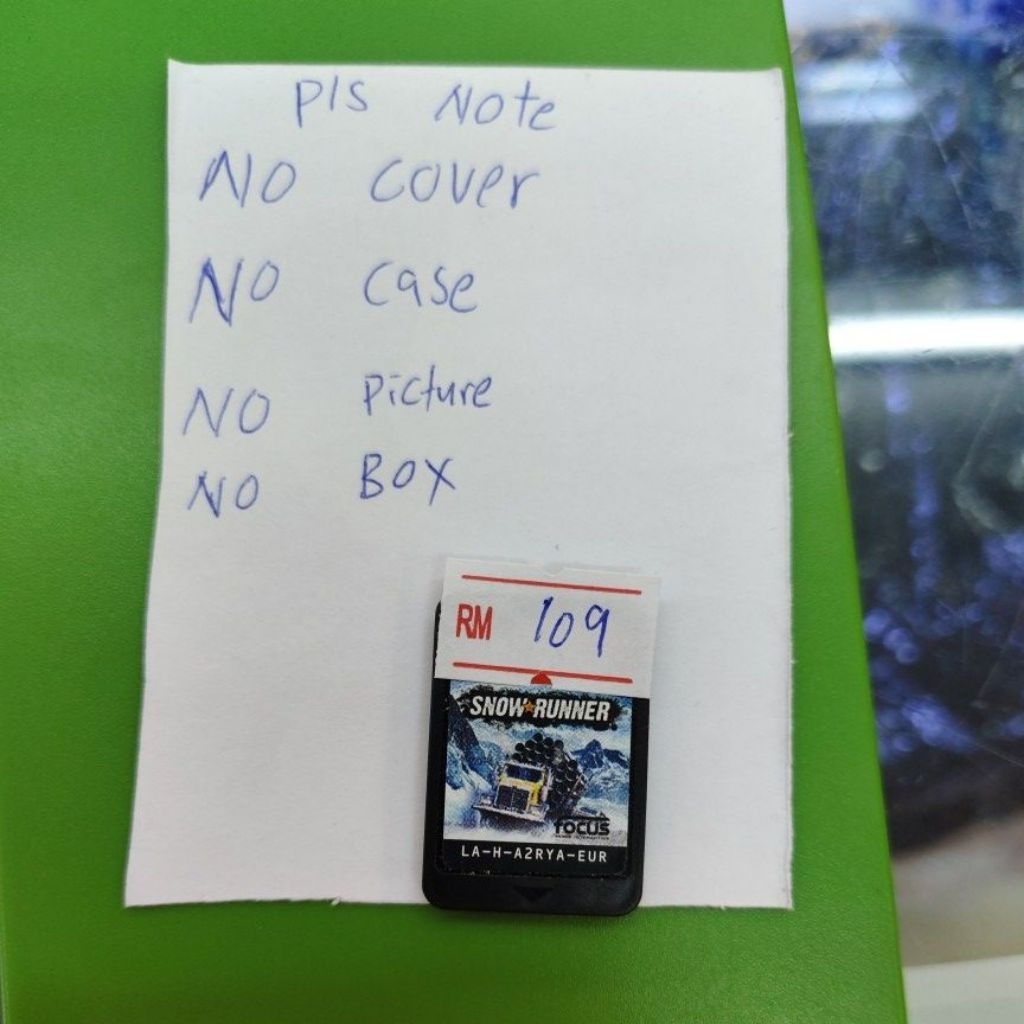 Pls Note
NO cover
NO case
NO picture
NO Box
RM 109
SNOW RUNNER
FOCUS
LA-H-A2RYA-EUR